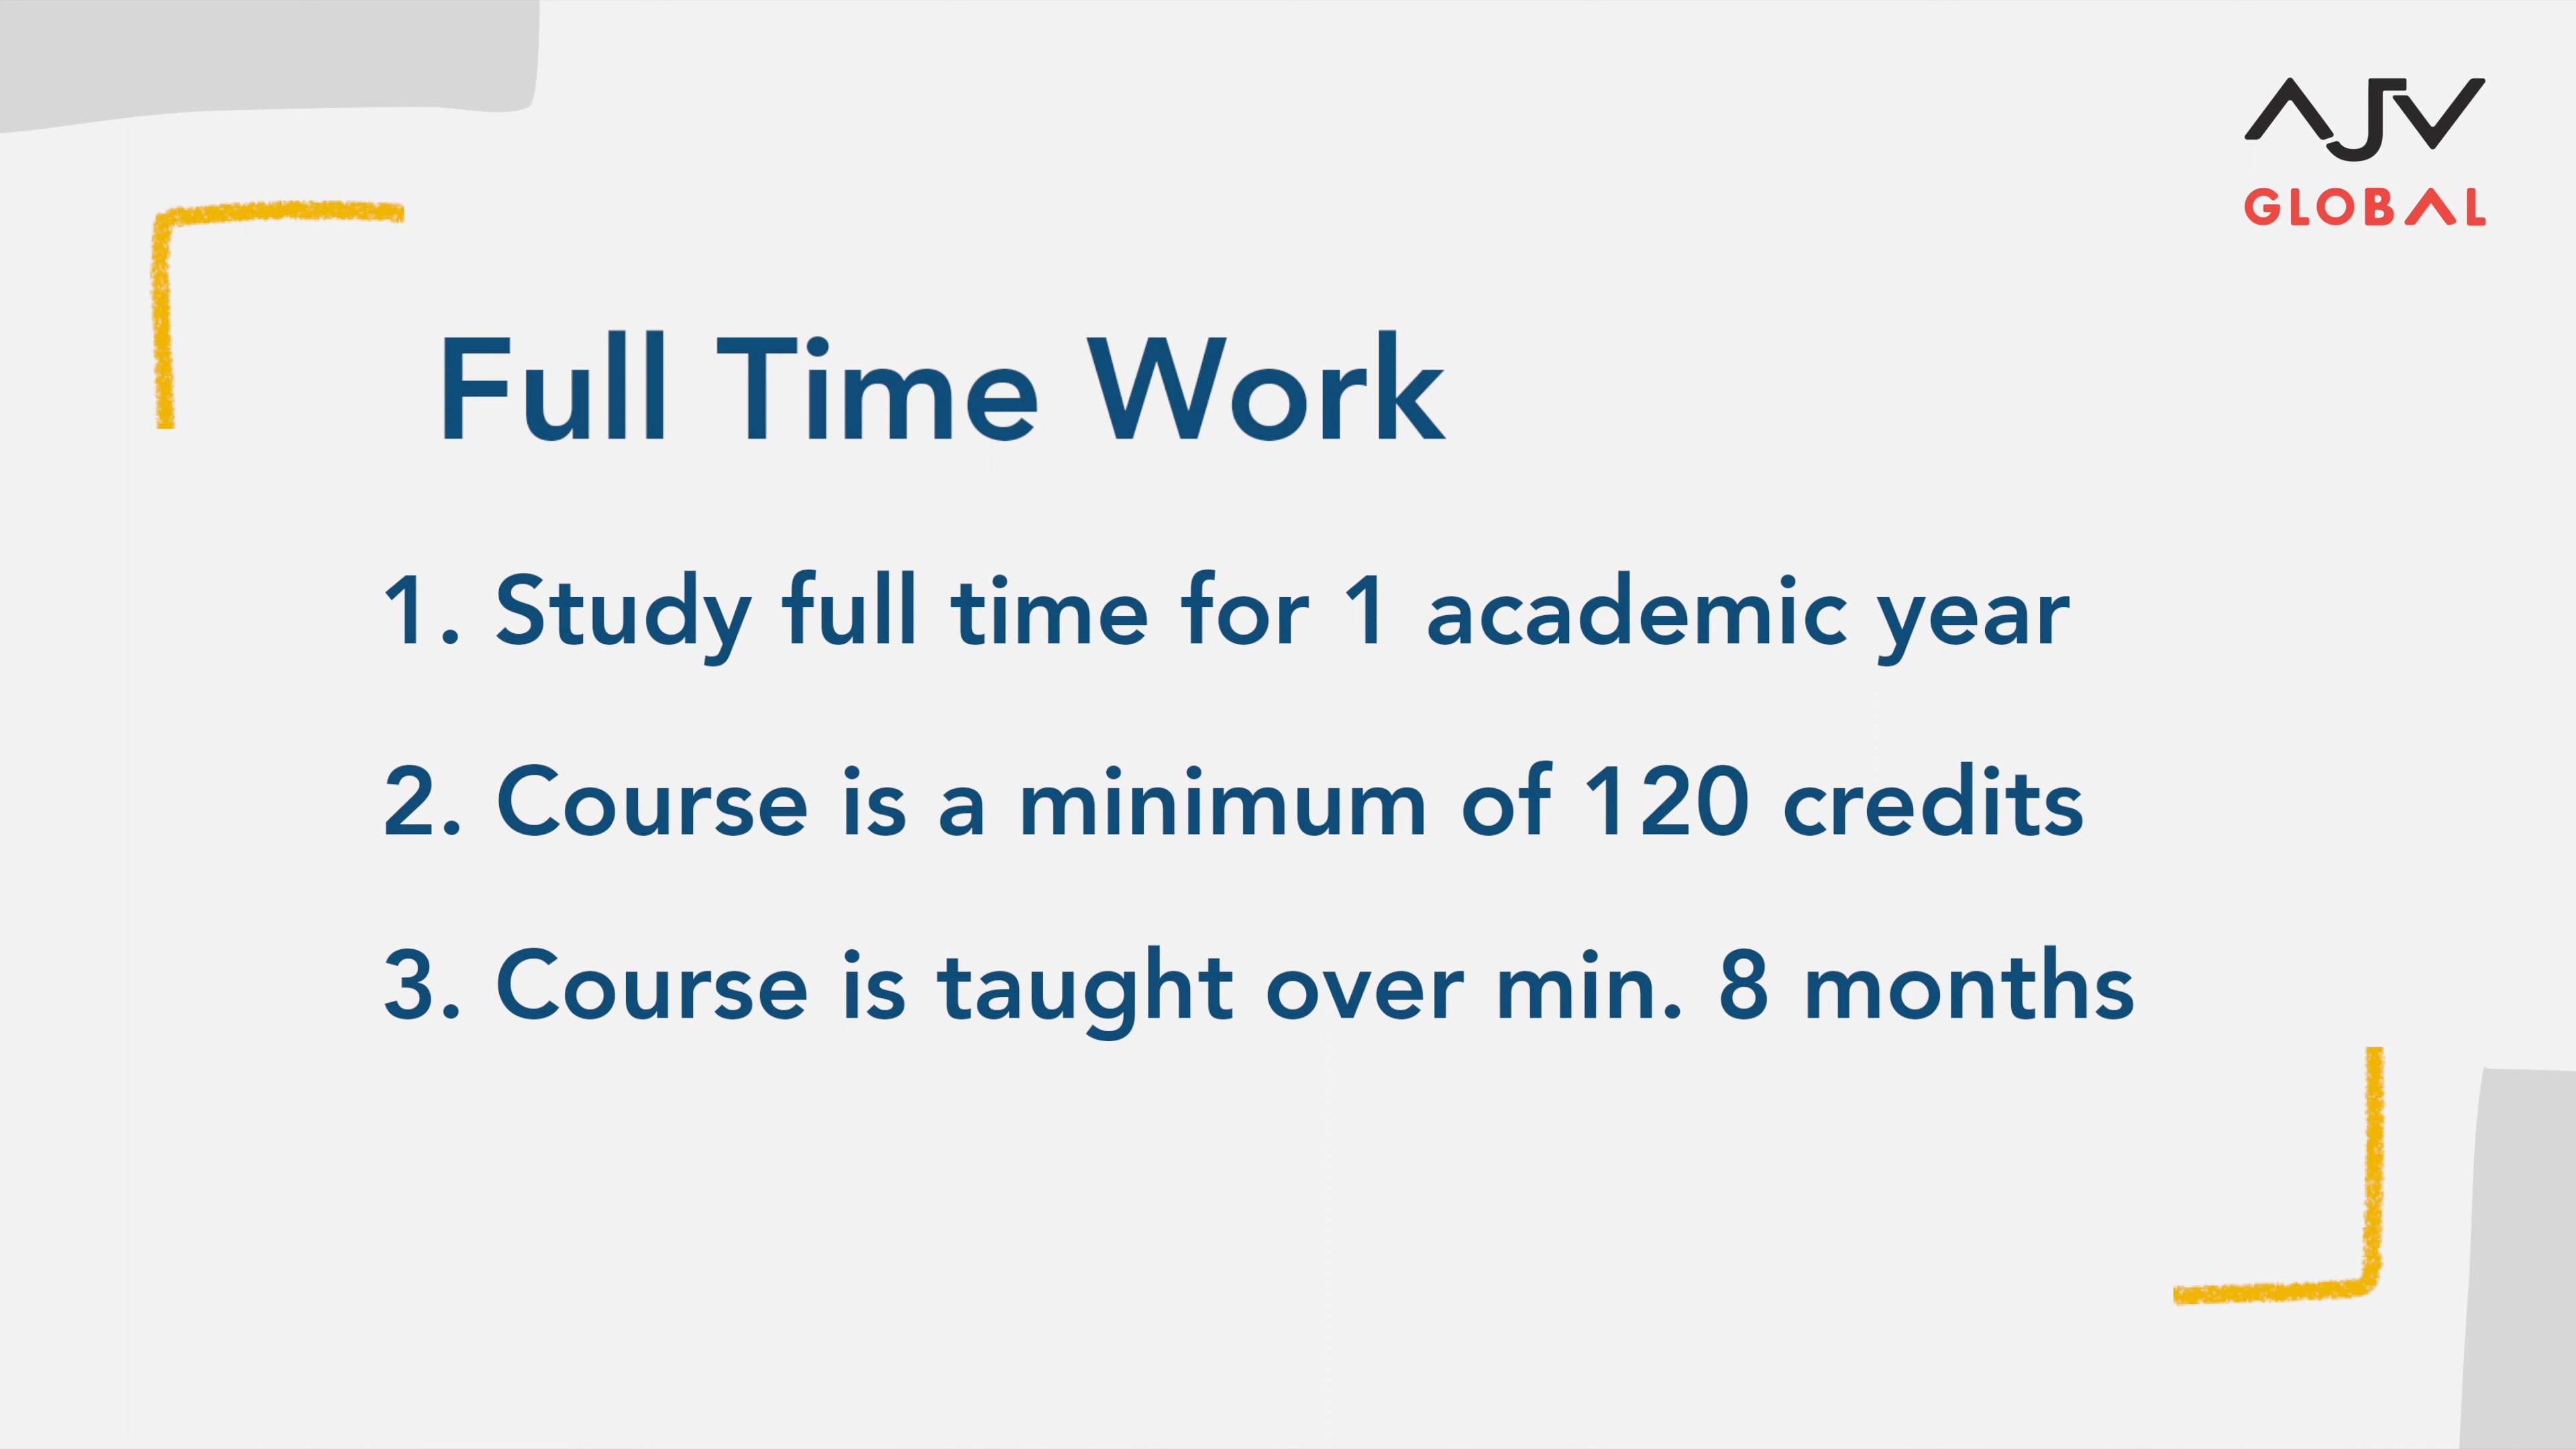 AJV
GLOBAL
Full Time Work
1. Study full time for 1 academic year
2. Course is a minimum of 120 credits
3. Course is taught over min. 8 months